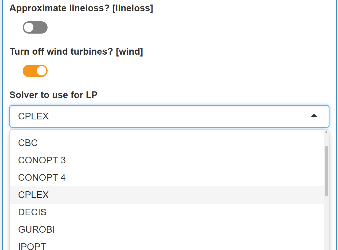 Approximate lineloss? [lineloss]
Turn off wind turbines? [wind]
Solver to use for LP
CPLEX
CBC
CONOPT 3
CONOPT 4
CPLEX
DECIS
GUROBI
IPOPT